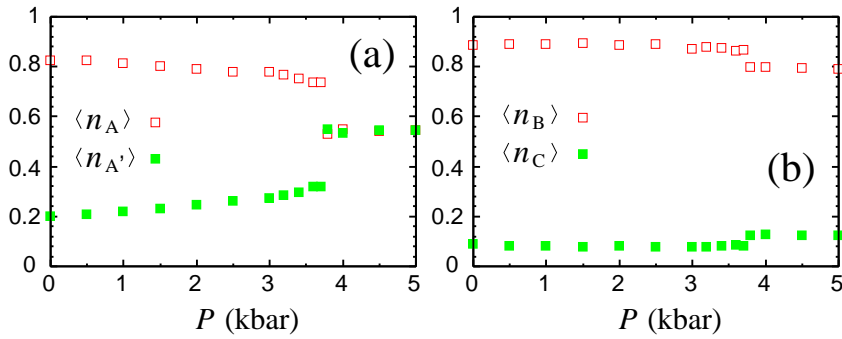 1
0.8
0.6
0.4
0.2
0
(a)
⟨nA⟩
⟨nA'⟩
0 1 2 3 4 5
P (kbar)
1
0.8
0.6
0.4
0.2
0
⟨nB⟩
⟨nC⟩
(b)
0 1 2 3 4 5
P (kbar)